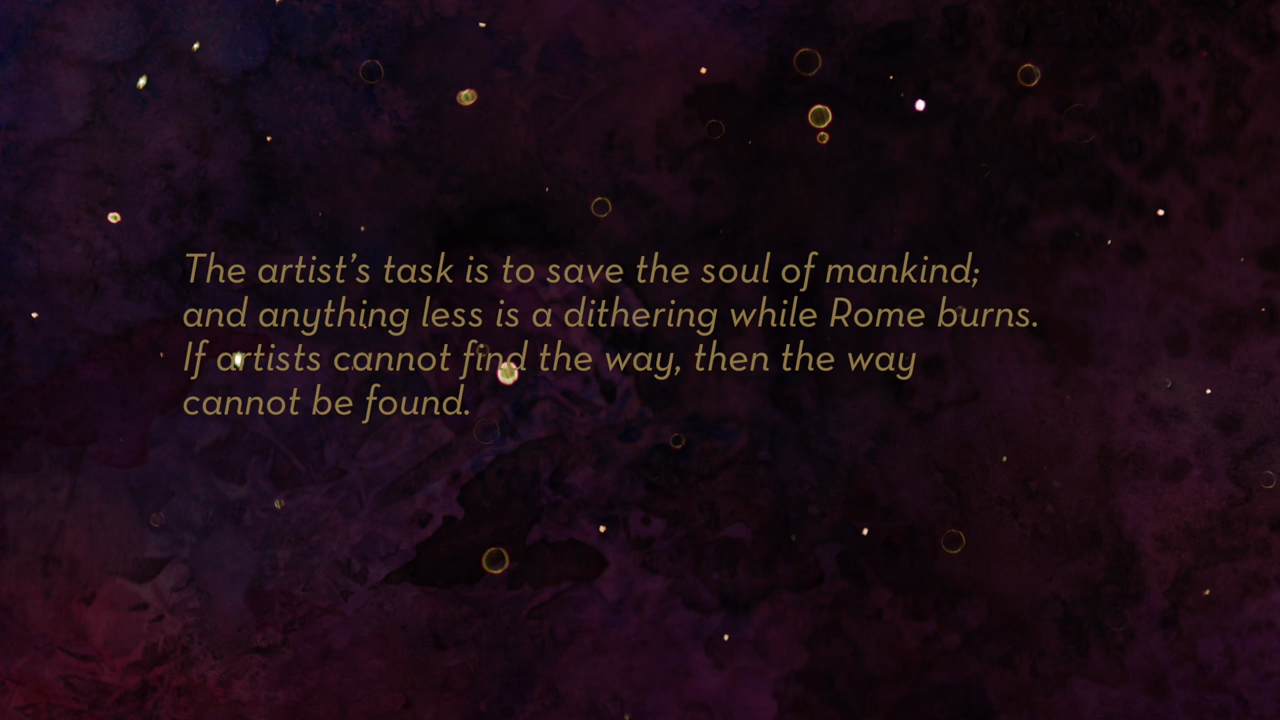 The artist’s task is to save the soul of mankind;
and anything less is a dithering while Rome burns.
If artists cannot find the way, then the way
cannot be found.